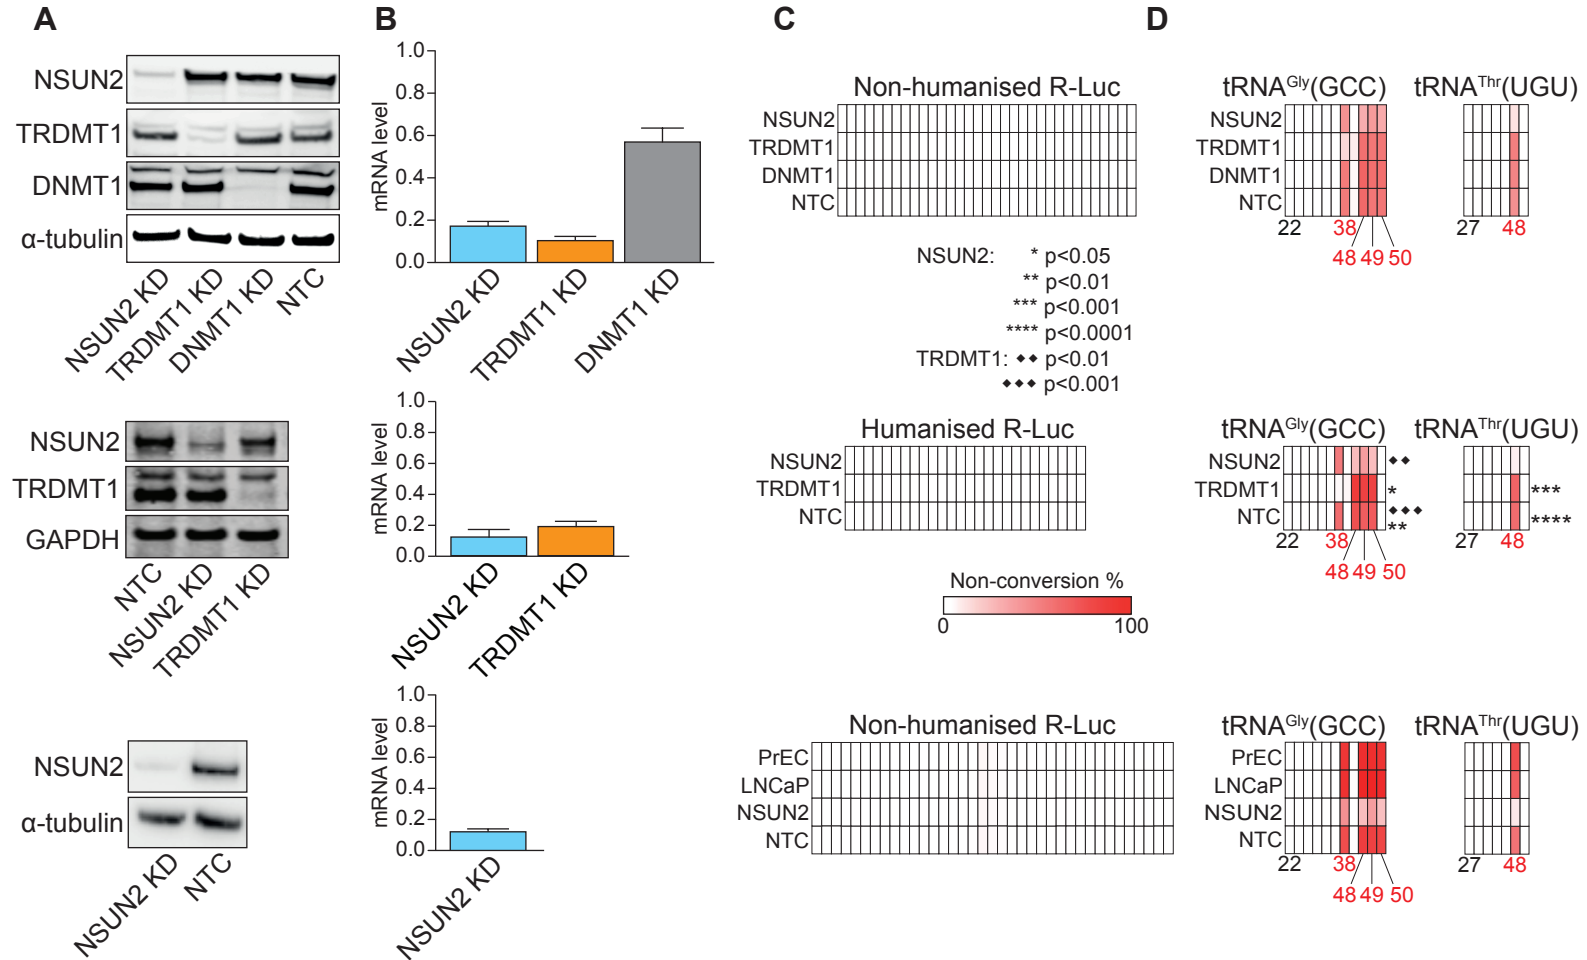 A
NSUN2
TRDMT1
DNMT1
α-tubulin
NSUN2 KD
TRDMT1 KD
DNMT1 KD
NTC
B
1.0
0.8
0.6
0.4
0.2
0.0
mRNA level
NSUN2 KD
TRDMT1 KD
DNMT1 KD
C
Non-humanised R-Luc
NSUN2
TRDMT1
DNMT1
NTC
NSUN2: * p<0.05
** p<0.01
*** p<0.001
**** p<0.0001
TRDMT1: ◆◆ p<0.01
◆◆◆ p<0.001
D
tRNAGly(GCC)
NSUN2
TRDMT1
DNMT1
NTC
22 38
48 49 50
tRNAThr(UGU)
27 48
NSUN2
TRDMT1
GAPDH
NTC
NSUN2 KD
TRDMT1 KD
1.0
0.8
0.6
0.4
0.2
0.0
mRNA level
NSUN2 KD
TRDMT1 KD
Humanised R-Luc
NSUN2
TRDMT1
NTC
Non-conversion %
0 100
tRNAGly(GCC)
NSUN2 ◆◆
TRDMT1 *
NTC ◆◆◆
**
22 38
48 49 50
tRNAThr(UGU)
***
****
27 48
NSUN2
α-tubulin
NSUN2 KD
NTC
1.0
0.8
0.6
0.4
0.2
0.0
mRNA level
NSUN2 KD
Non-humanised R-Luc
PrEC
LNCaP
NSUN2
NTC
tRNAGly(GCC)
PrEC
LNCaP
NSUN2
NTC
22 38
48 49 50
tRNAThr(UGU)
27 48